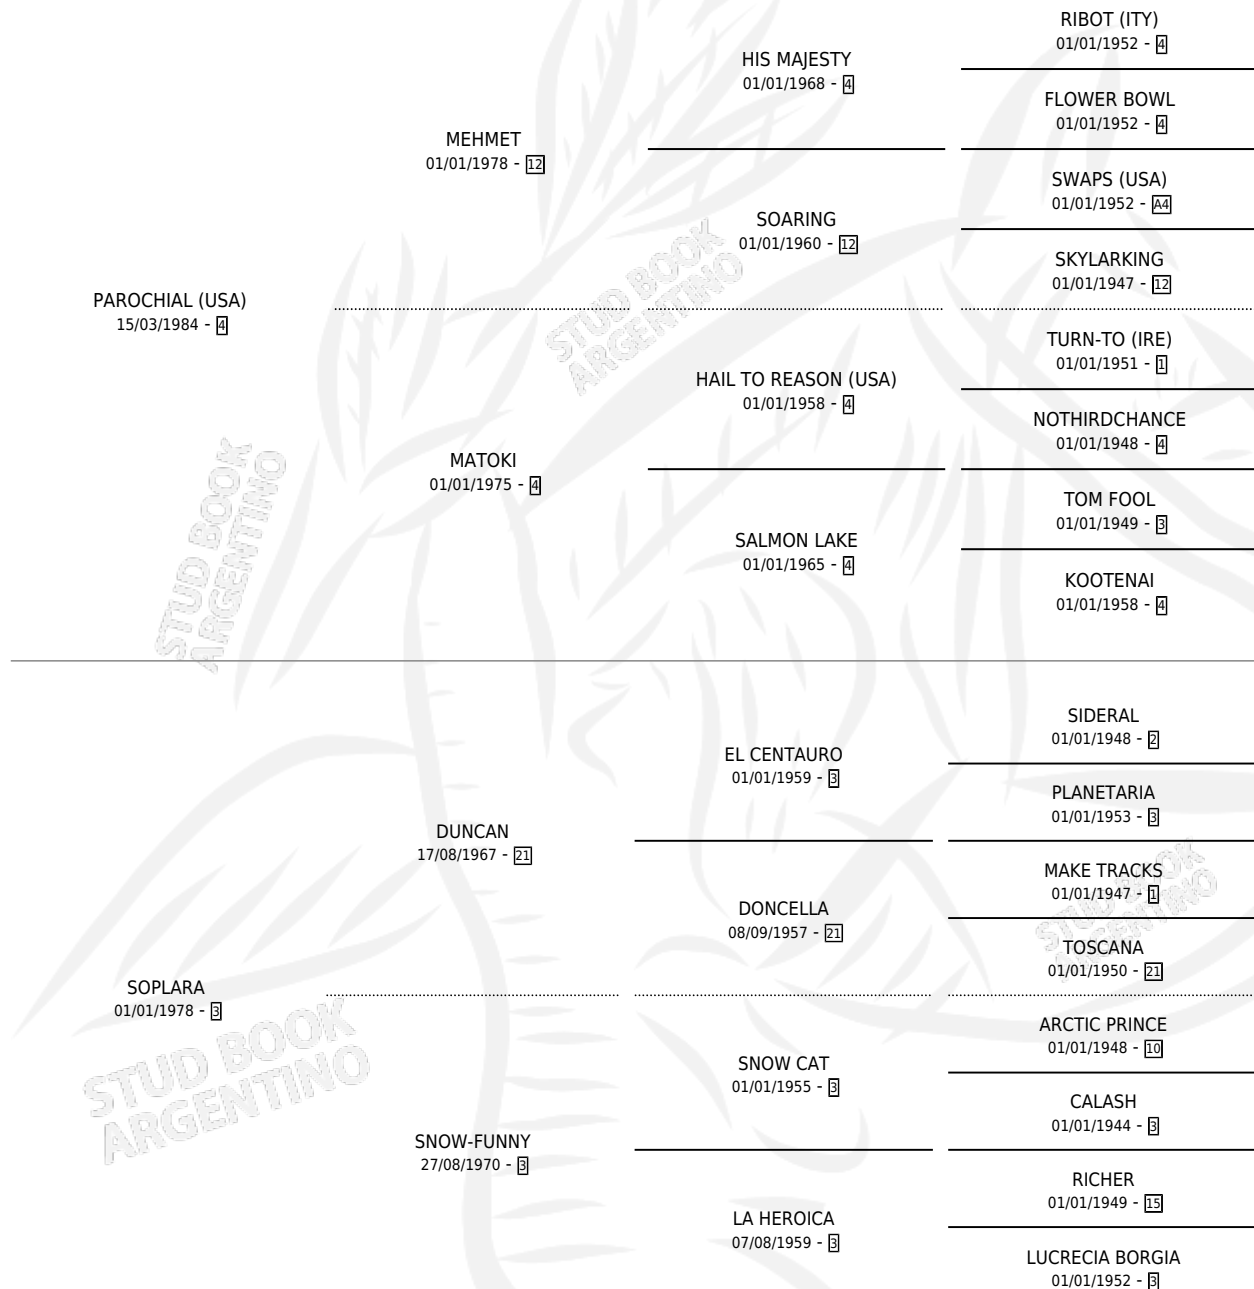 RIBOT (ITY)
01/01/1952 - 4
HIS MAJESTY
01/01/1968 - 4
FLOWER BOWL
01/01/1952 - 4
MEHMET
01/01/1978 - 12
SWAPS (USA)
01/01/1952 - A4
SOARING
01/01/1960 - 12
SKYLARKING
01/01/1947 - 12
PAROCHIAL (USA)
15/03/1984 - 4
TURN-TO (IRE)
01/01/1951 - 1
HAIL TO REASON (USA)
01/01/1958 - 4
NOTHIRDCHANCE
01/01/1948 - 4
MATOKI
01/01/1975 - 4
TOM FOOL
01/01/1949 - 3
SALMON LAKE
01/01/1965 - 4
KOOTENAI
01/01/1958 - 4
SIDERAL
01/01/1948 - 2
EL CENTAURO
01/01/1959 - 3
PLANETARIA
01/01/1953 - 3
DUNCAN
17/08/1967 - 21
MAKE TRACKS
01/01/1947 - 1
DONCELLA
08/09/1957 - 21
TOSCANA
01/01/1950 - 21
SOPLARA
01/01/1978 - 3
ARCTIC PRINCE
01/01/1948 - 10
SNOW CAT
01/01/1955 - 3
CALASH
01/01/1944 - 3
SNOW-FUNNY
27/08/1970 - 3
RICHER
01/01/1949 - 15
LA HEROICA
07/08/1959 - 3
LUCRECIA BORGIA
01/01/1952 - 3
STUD BOOK
ARGENTINO
STUD BOOK
ARGENTINO
STUD BOOK
ARGENTINO
STUD BOOK
ARGENTINO